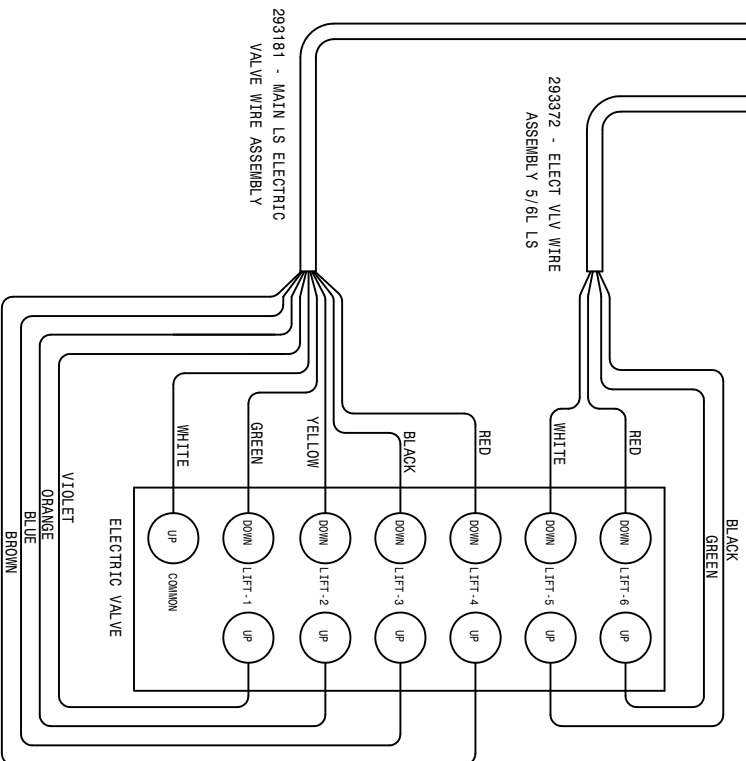 293181 - MAIN LS ELECTRIC
VALVE WIRE ASSEMBLY
293372 - ELECT VLV WIRE
ASSEMBLY 5/6L LS
WHITE
GREEN
YELLOW
BLACK
RED
WHITE
RED
BLACK
GREEN
VIOLET
ORANGE
BLUE
BROWN
ELECTRIC VALVE
UP
COMMON
DOWN
LIFT-1
UP
DOWN
LIFT-2
UP
DOWN
LIFT-3
UP
DOWN
LIFT-4
UP
DOWN
LIFT-5
UP
DOWN
LIFT-6
UP